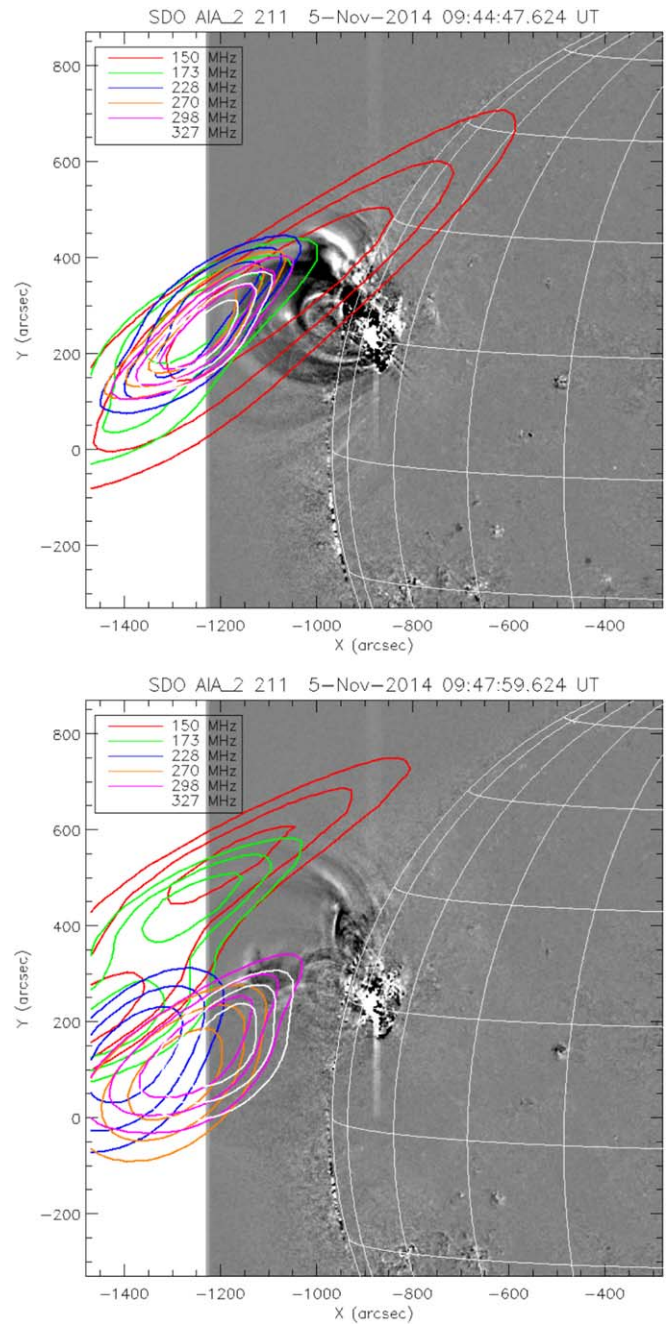 SDO AIA_2 211 5-Nov-2014 09:44:47.624 UT
150 MHz
173 MHz
228 MHz
270 MHz
298 MHz
327 MHz
800
600
400
200
0
−200
Y (arcsec)
−1400 −1200 −1000 −800 −600 −400
X (arcsec)
SDO AIA_2 211 5-Nov-2014 09:47:59.624 UT
150 MHz
173 MHz
228 MHz
270 MHz
298 MHz
327 MHz
800
600
400
200
0
−200
Y (arcsec)
−1400 −1200 −1000 −800 −600 −400
X (arcsec)